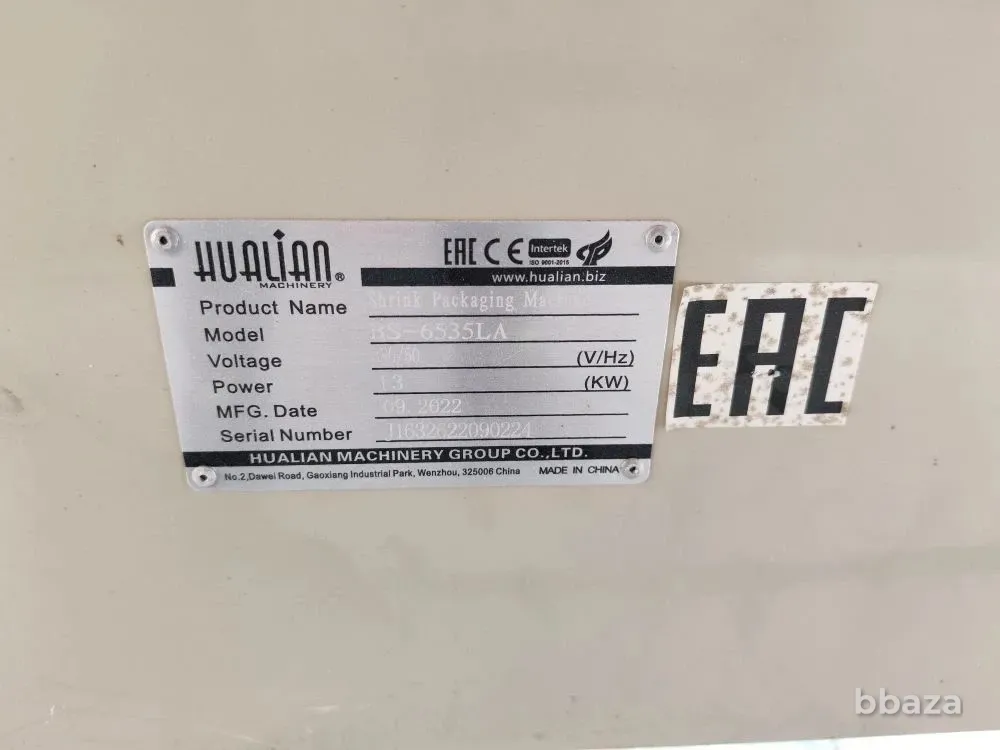 HUALIAN®
MACHINERY
EAC CE Intertek
ISO 9001-2015
www.hualian.biz
Product Name Shrink Packaging Machine
Model BS-6535LA
Voltage (V/Hz)
Power 13 (KW)
MFG. Date 09.2022
Serial Number J1632622090224
HUALIAN MACHINERY GROUP CO.,LTD.
No.2,Dawei Road, Gaoxiang Industrial Park, Wenzhou, 325006 China MADE IN CHINA
EAC
bbaza